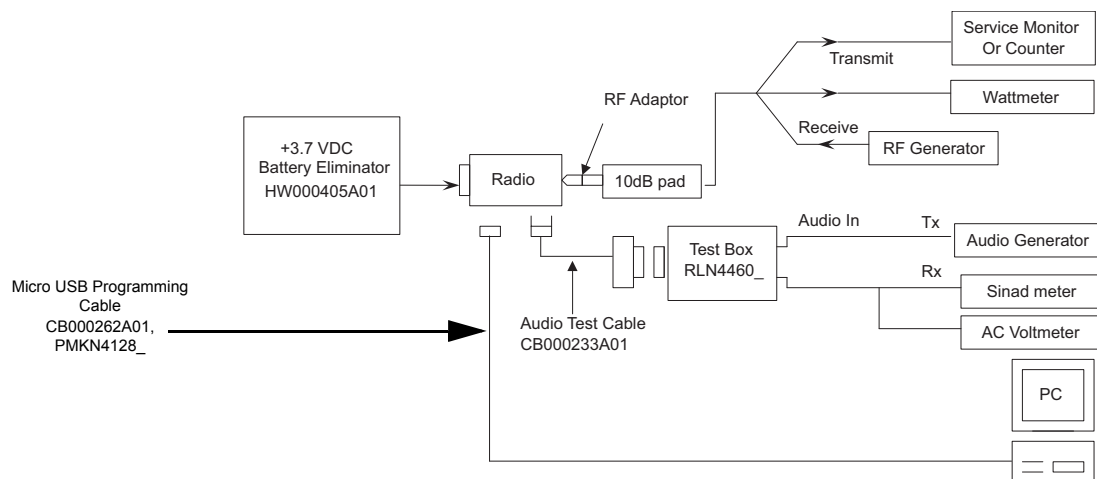 Service Monitor
Or Counter
Transmit
Wattmeter
RF Adaptor
Receive
RF Generator
+3.7 VDC
Battery Eliminator
HW000405A01
Radio
10dB pad
Audio In
Tx
Audio Generator
Test Box
RLN4460_
Rx
Sinad meter
AC Voltmeter
Micro USB Programming
Cable
CB000262A01,
PMKN4128_
Audio Test Cable
CB000233A01
PC